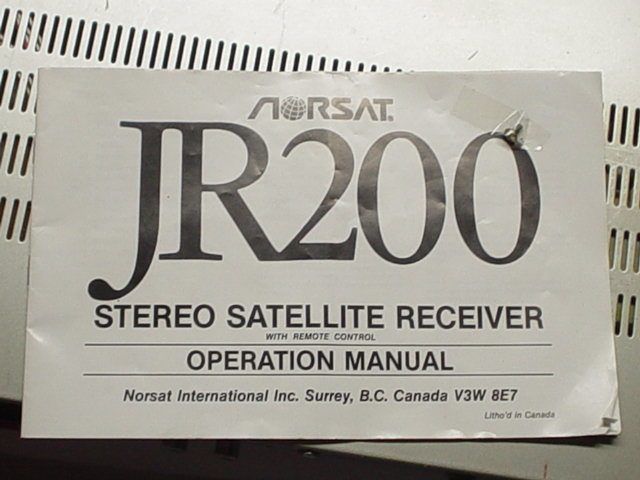 NORSAT.
JR200
STEREO SATELLITE RECEIVER
WITH REMOTE CONTROL
OPERATION MANUAL
Norsat International Inc. Surrey, B.C. Canada V3W 8E7
Litho'd in Canada